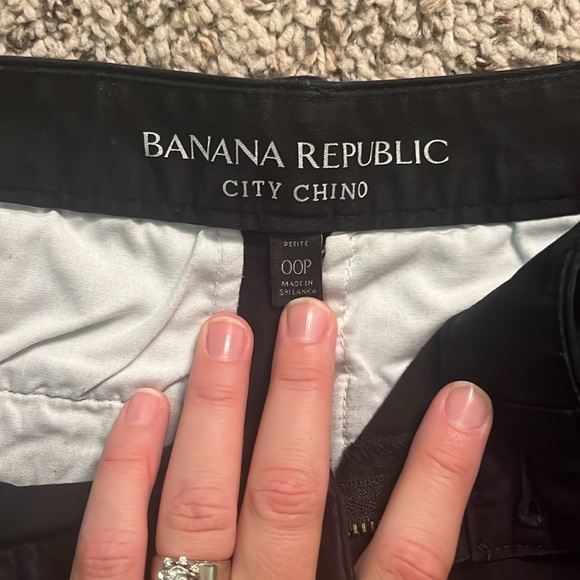 BANANA REPUBLIC
CITY CHINO
PETITE
00P
MADE IN
SRI LANKA